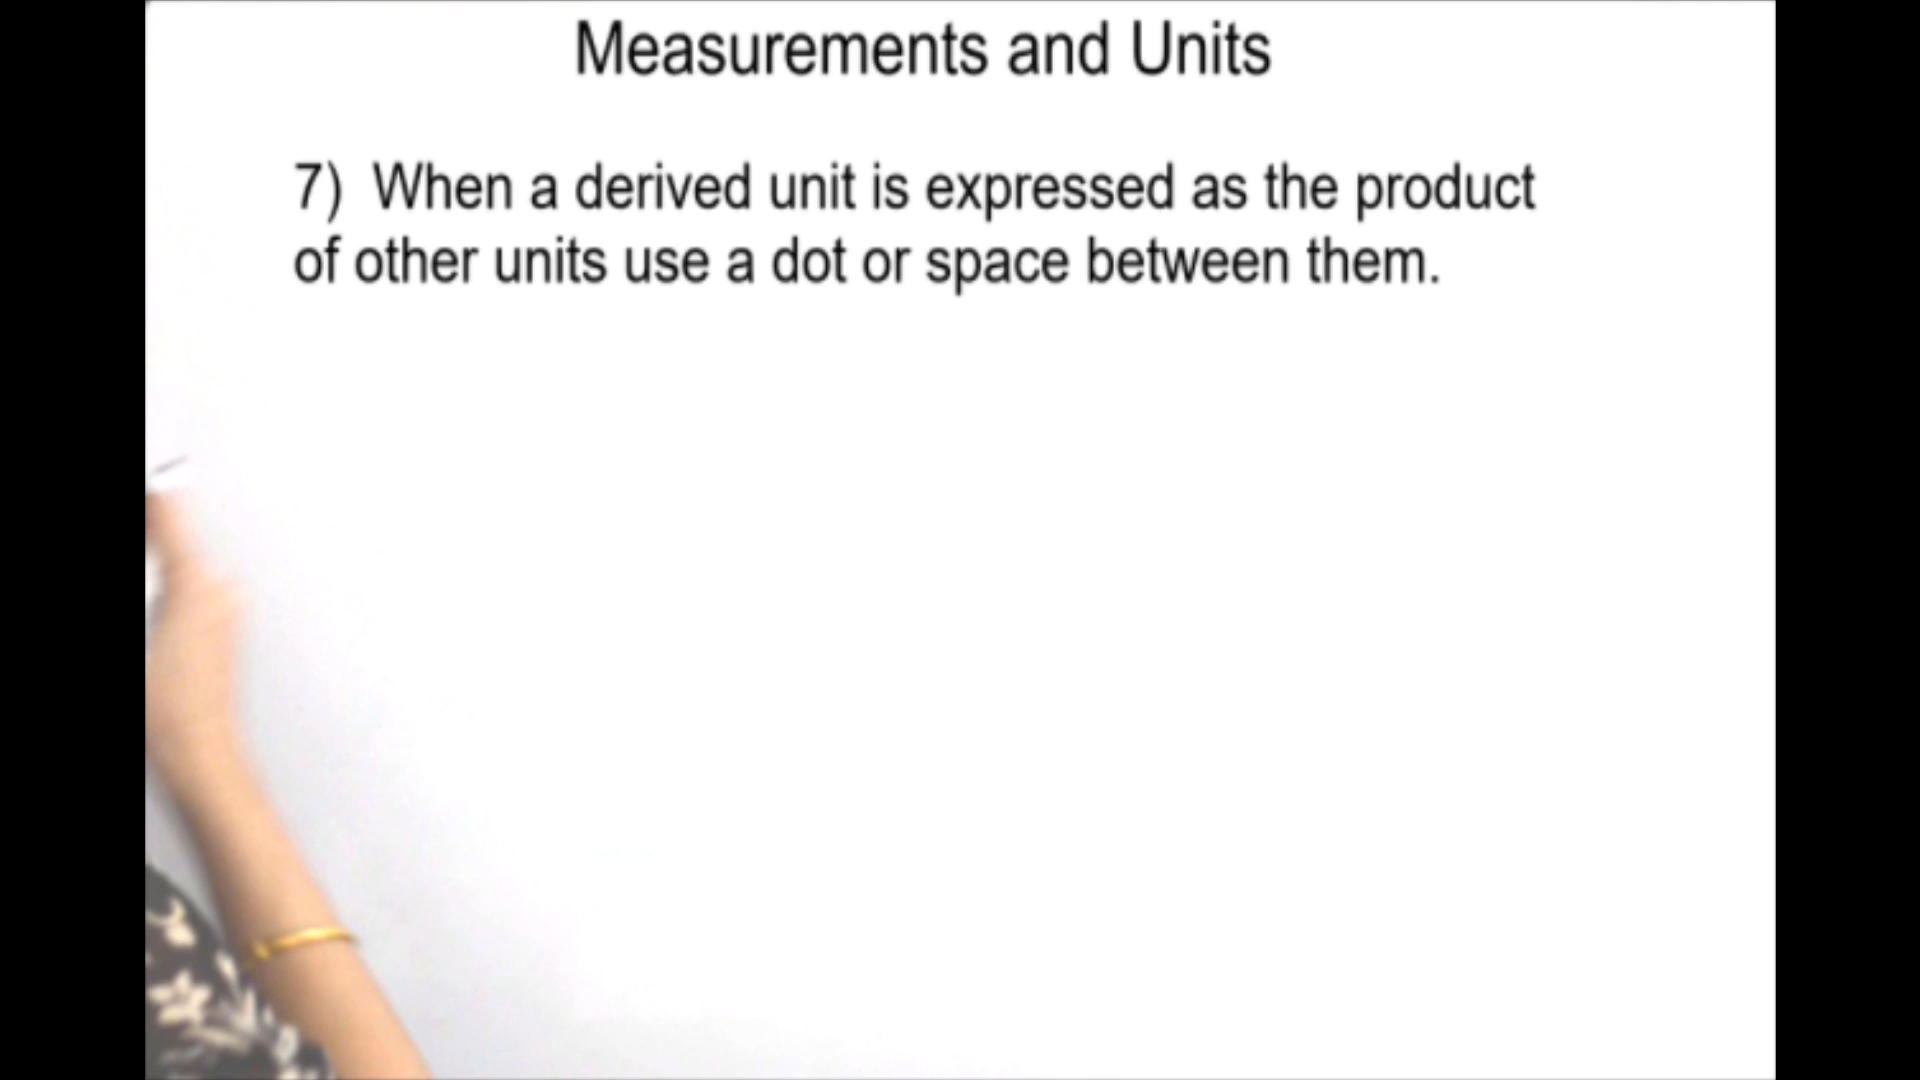 Measurements and Units
7) When a derived unit is expressed as the product
of other units use a dot or space between them.